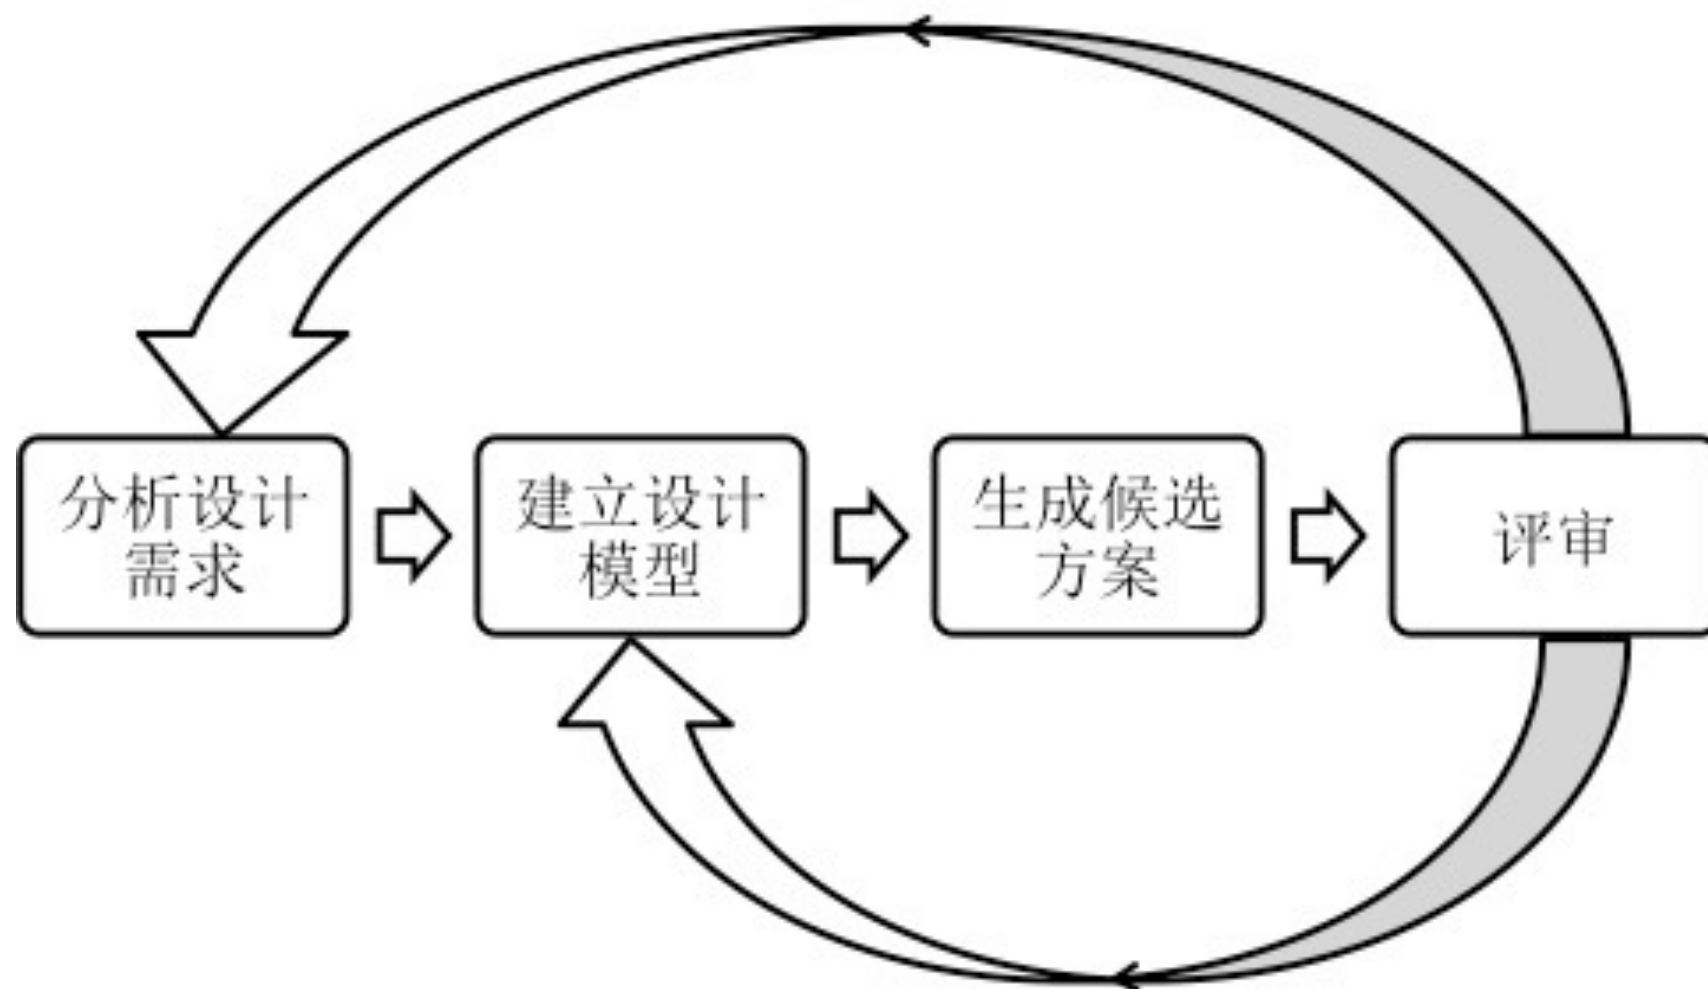 分析设计
需求
建立设计
模型
生成候选
方案
评审